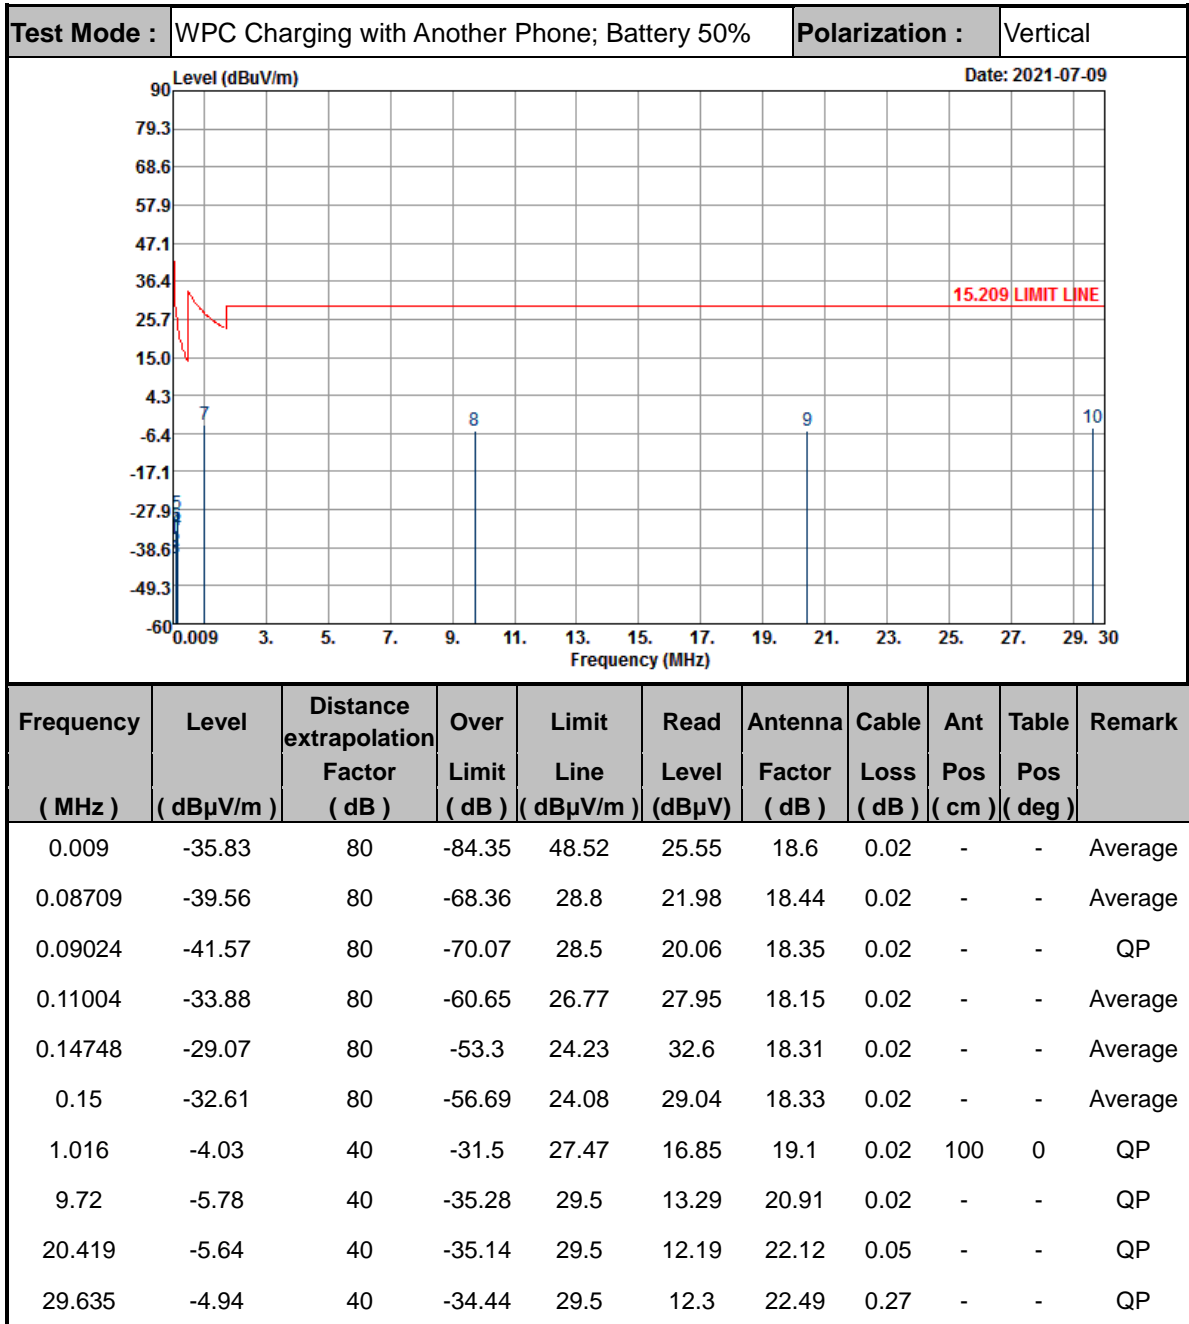 Test Mode : WPC Charging with Another Phone; Battery 50% Polarization : Vertical
Level (dBuV/m) Date: 2021-07-09
90
79.3
68.6
57.9
47.1
36.4
15.209 LIMIT LINE
25.7
15.0
4.3
7 8 9 10
-6.4
-17.1
5
-27.9
-38.6
-49.3
-60
0.009 3. 5. 7. 9. 11. 13. 15. 17. 19. 21. 23. 25. 27. 29. 30
Frequency (MHz)
Frequency Level Distance extrapolation Over Limit Read Antenna Cable Ant Table Remark
Factor Limit Line Level Factor Loss Pos Pos
( MHz ) ( dBµV/m ) ( dB ) ( dB ) ( dBµV/m ) (dBµV) ( dB ) ( dB ) ( cm ) ( deg )
0.009 -35.83 80 -84.35 48.52 25.55 18.6 0.02 - - Average
0.08709 -39.56 80 -68.36 28.8 21.98 18.44 0.02 - - Average
0.09024 -41.57 80 -70.07 28.5 20.06 18.35 0.02 - - QP
0.11004 -33.88 80 -60.65 26.77 27.95 18.15 0.02 - - Average
0.14748 -29.07 80 -53.3 24.23 32.6 18.31 0.02 - - Average
0.15 -32.61 80 -56.69 24.08 29.04 18.33 0.02 - - Average
1.016 -4.03 40 -31.5 27.47 16.85 19.1 0.02 100 0 QP
9.72 -5.78 40 -35.28 29.5 13.29 20.91 0.02 - - QP
20.419 -5.64 40 -35.14 29.5 12.19 22.12 0.05 - - QP
29.635 -4.94 40 -34.44 29.5 12.3 22.49 0.27 - - QP